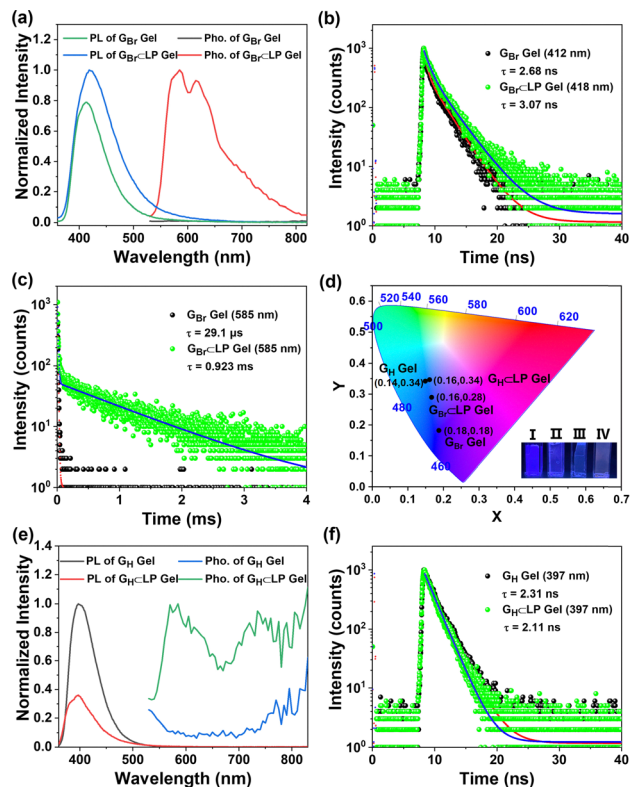 (a)
PL of GBr Gel
Pho. of GBr Gel
PL of GBr⊂LP Gel
Pho. of GBr⊂LP Gel
Normalized Intensity
1.4
1.2
1.0
0.8
0.6
0.4
0.2
0.0
400 500 600 700 800
Wavelength (nm)
(b)
GBr Gel (412 nm)
τ = 2.68 ns
GBr⊂LP Gel (418 nm)
τ = 3.07 ns
Intensity (counts)
10³
10²
10¹
10⁰
0 10 20 30 40
Time (ns)
(c)
GBr Gel (585 nm)
τ = 29.1 μs
GBr⊂LP Gel (585 nm)
τ = 0.923 ms
Intensity (counts)
10³
10²
10¹
10⁰
0 1 2 3 4
Time (ms)
(d)
520 540 560 580 600 620
500
480
460
GH Gel
(0.14,0.34)
(0.16,0.34) GH⊂LP Gel
(0.16,0.28)
GBr⊂LP Gel
(0.18,0.18)
GBr Gel
I II III IV
Y
0.6
0.5
0.4
0.3
0.2
0.1
0.0
0.0 0.1 0.2 0.3 0.4 0.5 0.6 0.7
X
(e)
PL of GH Gel
Pho. of GH Gel
PL of GH⊂LP Gel
Pho. of GH⊂LP Gel
Normalized Intensity
1.4
1.2
1.0
0.8
0.6
0.4
0.2
0.0
400 500 600 700 800
Wavelength (nm)
(f)
GH Gel (397 nm)
τ = 2.31 ns
GH⊂LP Gel (397 nm)
τ = 2.11 ns
Intensity (counts)
10³
10²
10¹
10⁰
0 10 20 30 40
Time (ns)